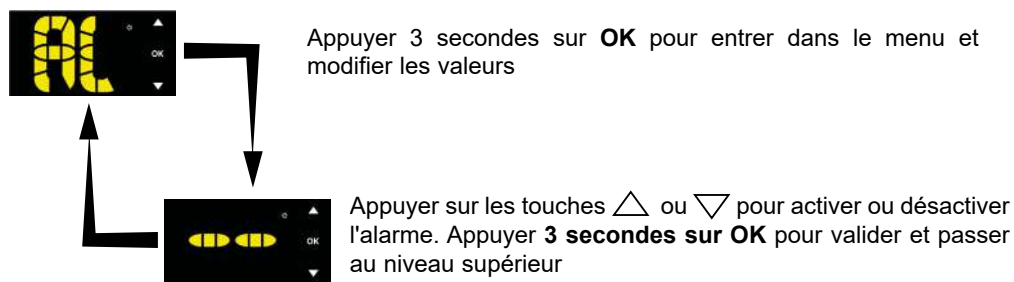 AL
OK
Appuyer 3 secondes sur OK pour entrer dans le menu et
modifier les valeurs
--
OK
Appuyer sur les touches △ ou ▽ pour activer ou désactiver
l'alarme. Appuyer 3 secondes sur OK pour valider et passer
au niveau supérieur